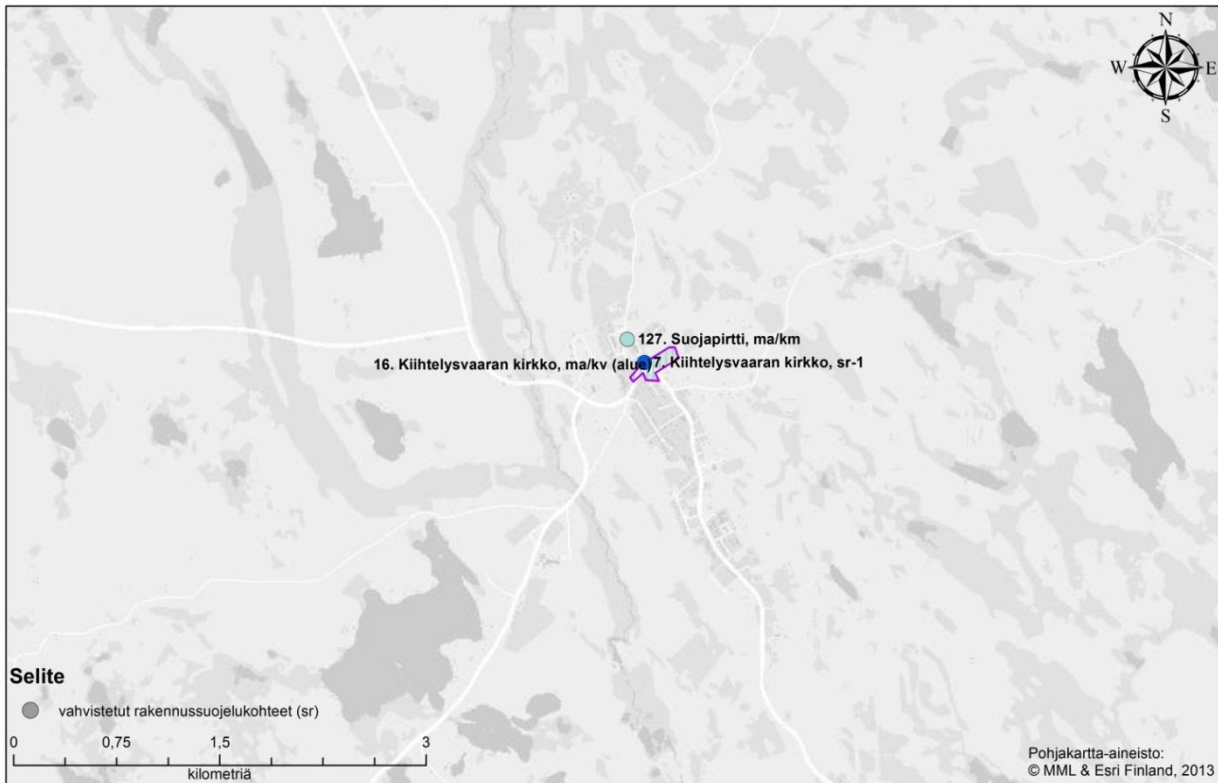 N
W E
S
127. Suojapirtti, ma/km
16. Kiihtelysvaaran kirkko, ma/kv (alue)
7. Kiihtelysvaaran kirkko, sr-1
Selite
vahvistetut rakennussuojelukohteet (sr)
0 0,75 1,5 3
kilometriä
Pohjakartta-aineisto:
© MML & Esri Finland, 2013